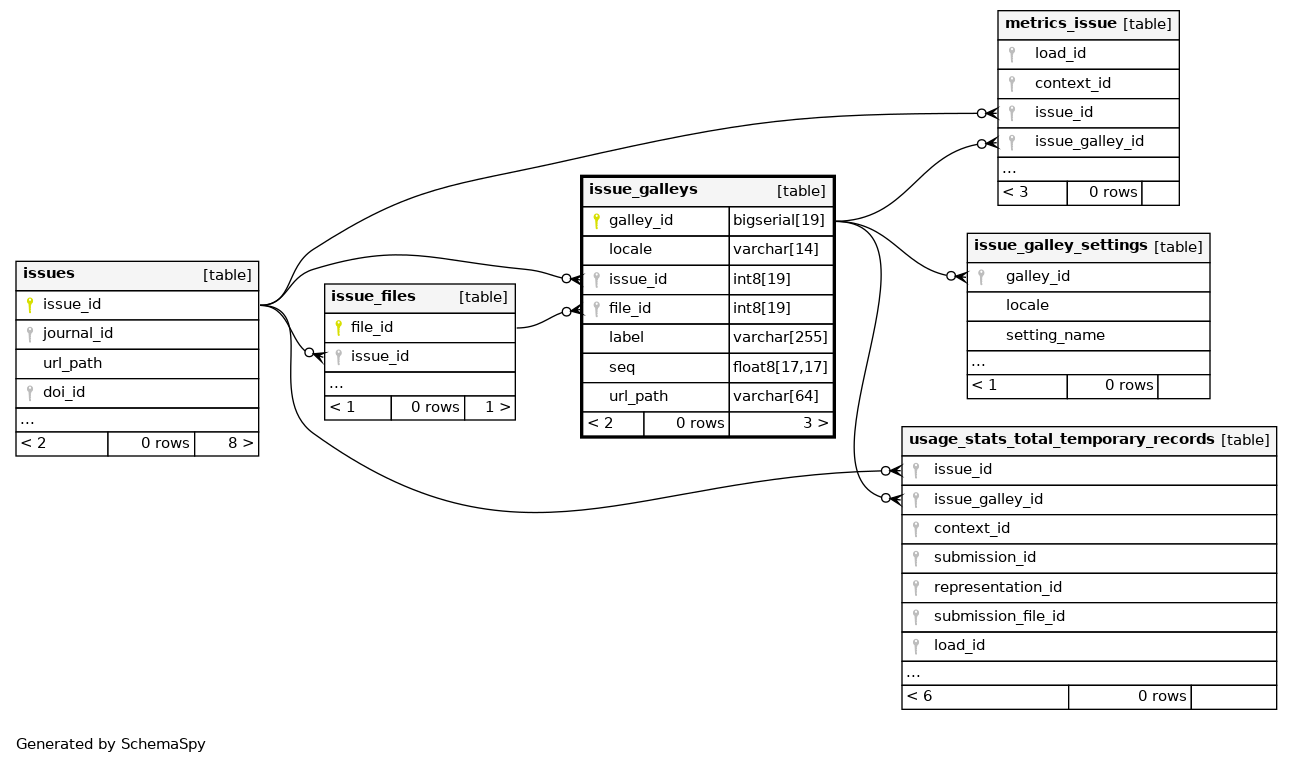 metrics_issue [table]
load_id
context_id
issue_id
issue_galley_id
...
< 3 0 rows
issue_galleys [table]
galley_id bigserial[19]
locale varchar[14]
issue_id int8[19]
file_id int8[19]
label varchar[255]
seq float8[17,17]
url_path varchar[64]
< 2 0 rows 3 >
issue_galley_settings [table]
galley_id
locale
setting_name
...
< 1 0 rows
issues [table]
issue_id
journal_id
url_path
doi_id
...
< 2 0 rows 8 >
issue_files [table]
file_id
issue_id
...
< 1 0 rows 1 >
usage_stats_total_temporary_records [table]
issue_id
issue_galley_id
context_id
submission_id
representation_id
submission_file_id
load_id
...
< 6 0 rows
Generated by SchemaSpy